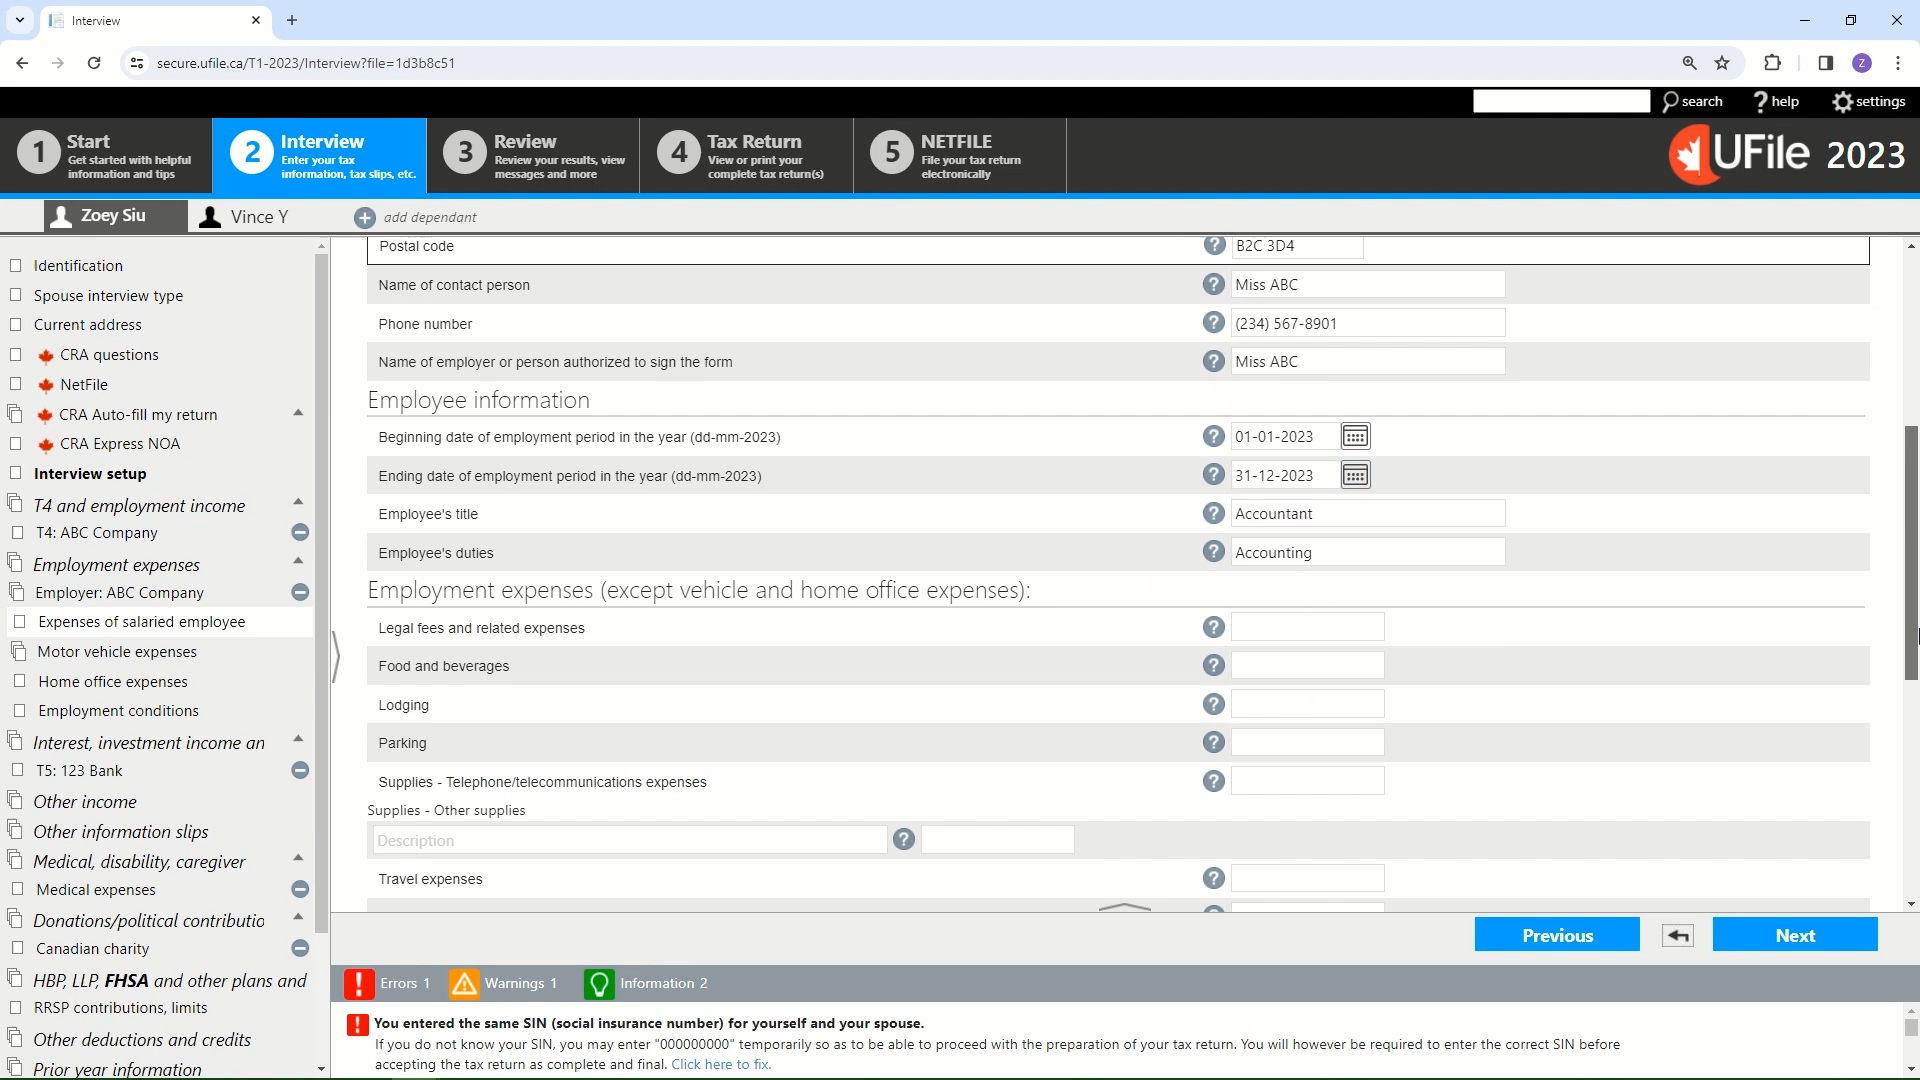 Interview
secure.ufile.ca/T1-2023/Interview?file=1d3b8c51
Z
search
? help
settings
1 Start
Get started with helpful
information and tips
2 Interview
Enter your tax
information, tax slips, etc.
3 Review
Review your results, view
messages and more
4 Tax Return
View or print your
complete tax return(s)
5 NETFILE
File your tax return
electronically
UFile 2023
Zoey Siu
Vince Y
add dependant
Identification
Spouse interview type
Current address
CRA questions
NetFile
CRA Auto-fill my return
CRA Express NOA
Interview setup
T4 and employment income
T4: ABC Company
Employment expenses
Employer: ABC Company
Expenses of salaried employee
Motor vehicle expenses
Home office expenses
Employment conditions
Interest, investment income an
T5: 123 Bank
Other income
Other information slips
Medical, disability, caregiver
Medical expenses
Donations/political contributio
Canadian charity
HBP, LLP, FHSA and other plans and
RRSP contributions, limits
Other deductions and credits
Prior year information
Postal code ? B2C 3D4
Name of contact person ? Miss ABC
Phone number ? (234) 567-8901
Name of employer or person authorized to sign the form ? Miss ABC
Employee information
Beginning date of employment period in the year (dd-mm-2023) ? 01-01-2023
Ending date of employment period in the year (dd-mm-2023) ? 31-12-2023
Employee's title ? Accountant
Employee's duties ? Accounting
Employment expenses (except vehicle and home office expenses):
Legal fees and related expenses ?
Food and beverages ?
Lodging ?
Parking ?
Supplies - Telephone/telecommunications expenses ?
Supplies - Other supplies
Description ?
Travel expenses ?
Previous
Next
! Errors 1
Warnings 1
Information 2
! You entered the same SIN (social insurance number) for yourself and your spouse.
If you do not know your SIN, you may enter "000000000" temporarily so as to be able to proceed with the preparation of your tax return. You will however be required to enter the correct SIN before
accepting the tax return as complete and final. Click here to fix.